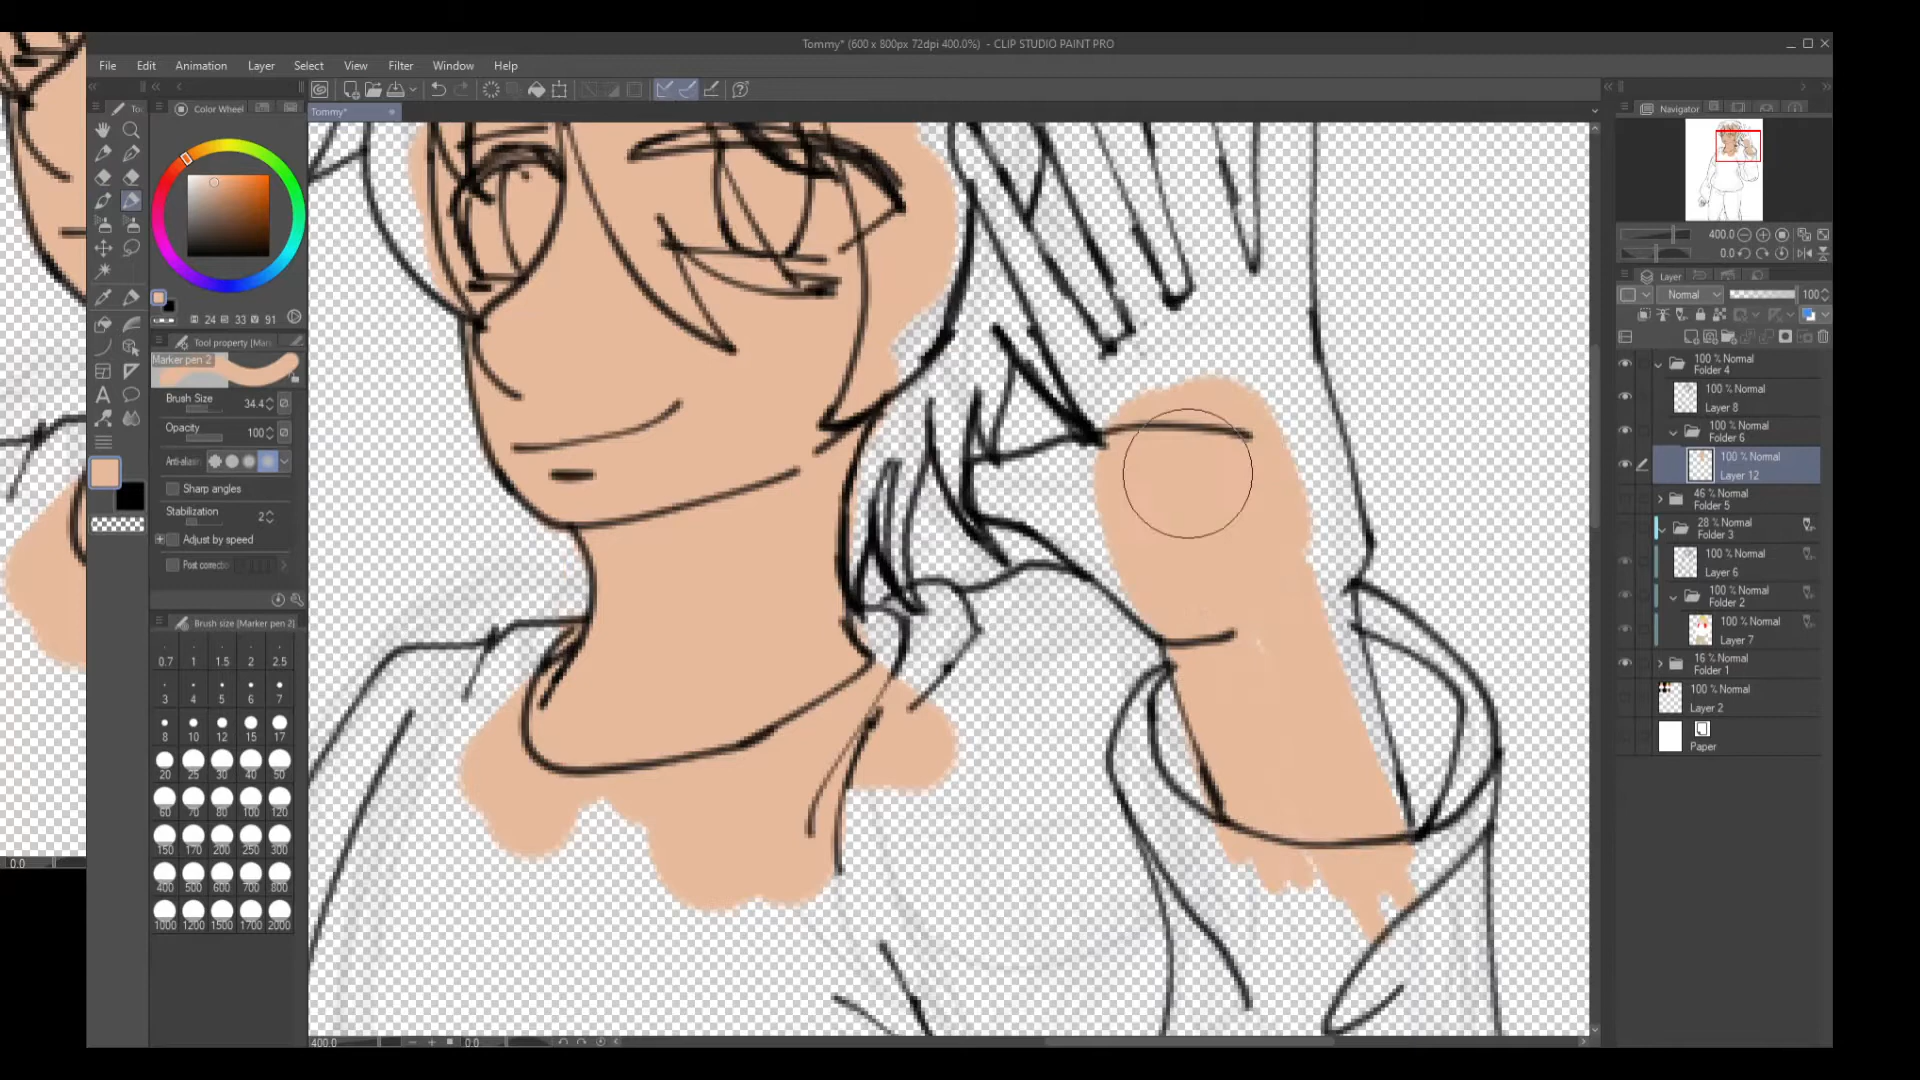 Tommy* (600 x 800px 72dpi 400.0%) - CLIP STUDIO PAINT PRO
File Edit Animation Layer Select View Filter Window Help
Color Wheel
Tommy*
Navigator
24 33 91
400.0
0.0
Layer
Normal 100
Tool property [Mar
Marker pen 2
Brush Size 34.4
Opacity 100
Anti-alias
Sharp angles
Stabilization 2
Adjust by speed
Post correctio
Brush size [Marker pen 2]
0.7 1 1.5 2 2.5
3 4 5 6 7
8 10 12 15 17
20 25 30 40 50
60 70 80 100 120
150 170 200 250 300
400 500 600 700 800
1000 1200 1500 1700 2000
100 % Normal
Folder 4
100 % Normal
Layer 8
100 % Normal
Folder 6
100 % Normal
Layer 12
46 % Normal
Folder 5
28 % Normal
Folder 3
100 % Normal
Layer 6
100 % Normal
Folder 2
100 % Normal
Layer 7
16 % Normal
Folder 1
100 % Normal
Layer 2
Paper
0.0
400.0 0.0